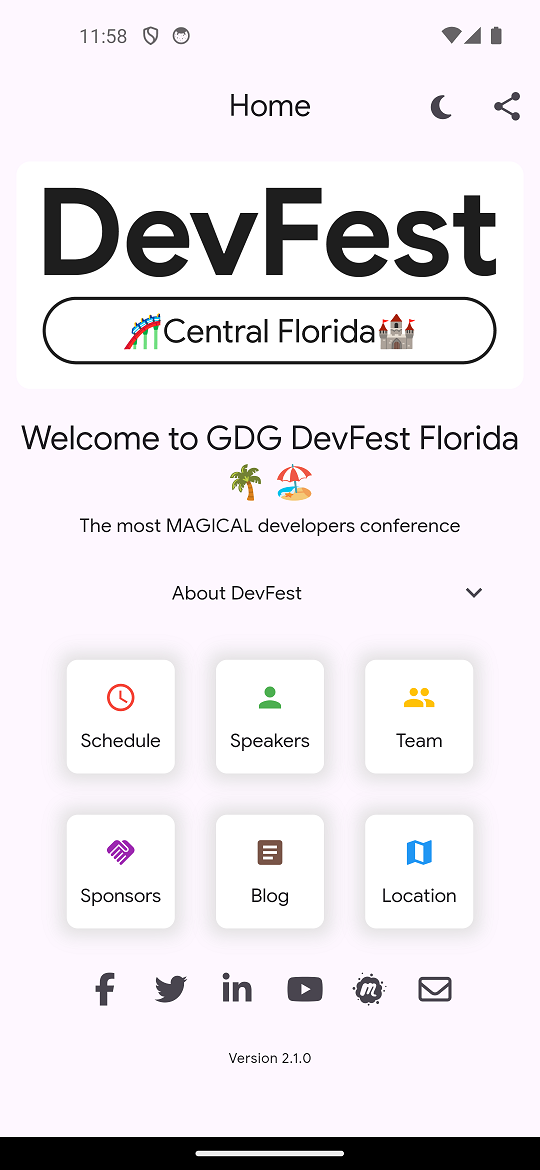 11:58
Home
DevFest
Central Florida
Welcome to GDG DevFest Florida
The most MAGICAL developers conference
About DevFest
Schedule
Speakers
Team
Sponsors
Blog
Location
Version 2.1.0